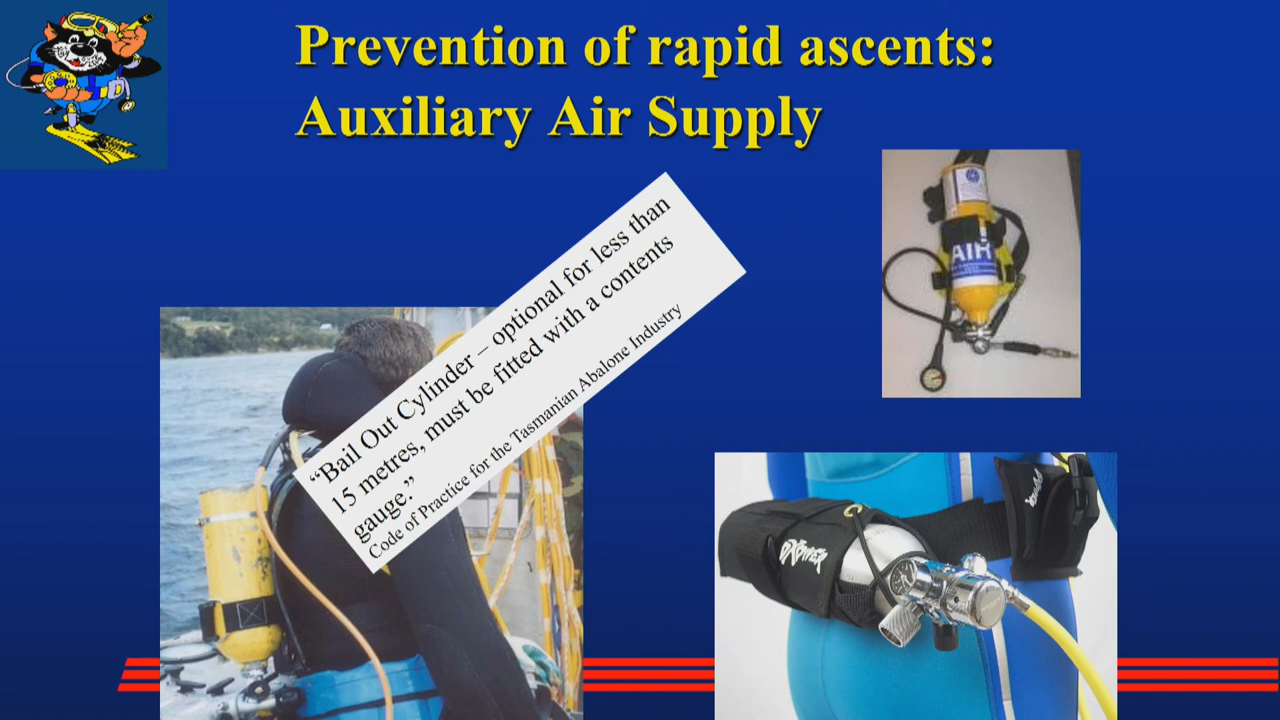 Prevention of rapid ascents:
Auxiliary Air Supply
“Bail Out Cylinder – optional for less than
15 metres, must be fitted with a contents
gauge.”
Code of Practice for the Tasmanian Abalone Industry
AIR